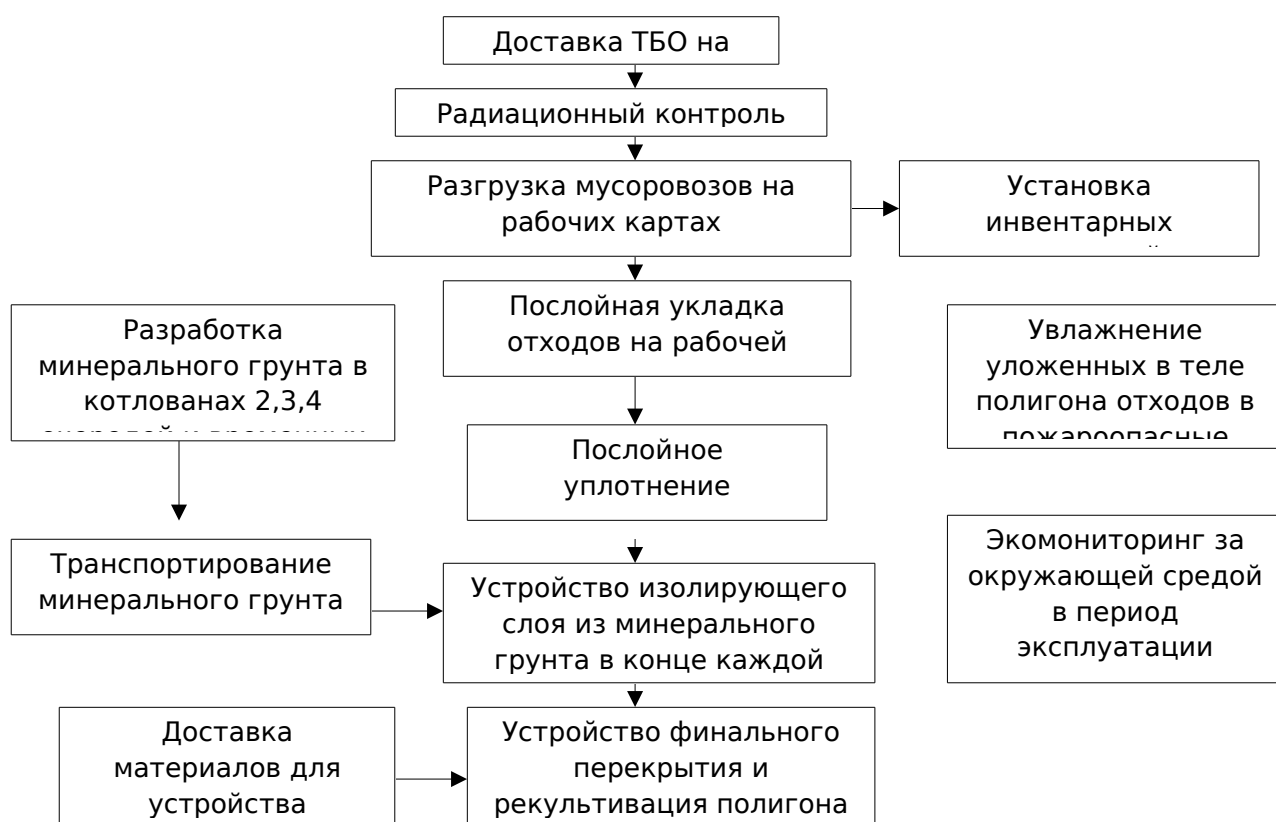 Доставка ТБО на
Радиационный контроль
Разгрузка мусоровозов на
рабочих картах
Установка
инвентарных
Послойная укладка
отходов на рабочей
Разработка
минерального грунта в
котлованах 2,3,4
Увлажнение
уложенных в теле
полигона отходов в
пожароопасные
Послойное
уплотнение
Транспортирование
минерального грунта
Устройство изолирующего
слоя из минерального
грунта в конце каждой
Экомониторинг за
окружающей средой
в период
эксплуатации
Доставка
материалов для
устройства
Устройство финального
перекрытия и
рекультивация полигона